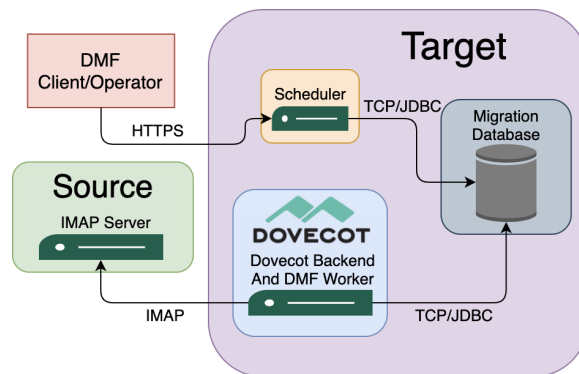 Target
DMF
Client/Operator
Scheduler
TCP/JDBC
Migration
Database
HTTPS
Source
IMAP Server
DOVECOT
Dovecot Backend
And DMF Worker
IMAP
TCP/JDBC